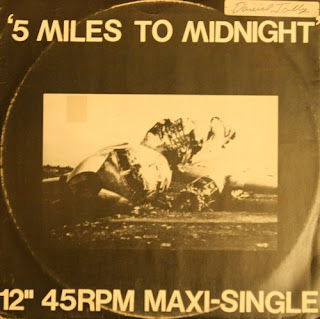 '5 MILES TO MIDNIGHT'
12" 45RPM MAXI-SINGLE